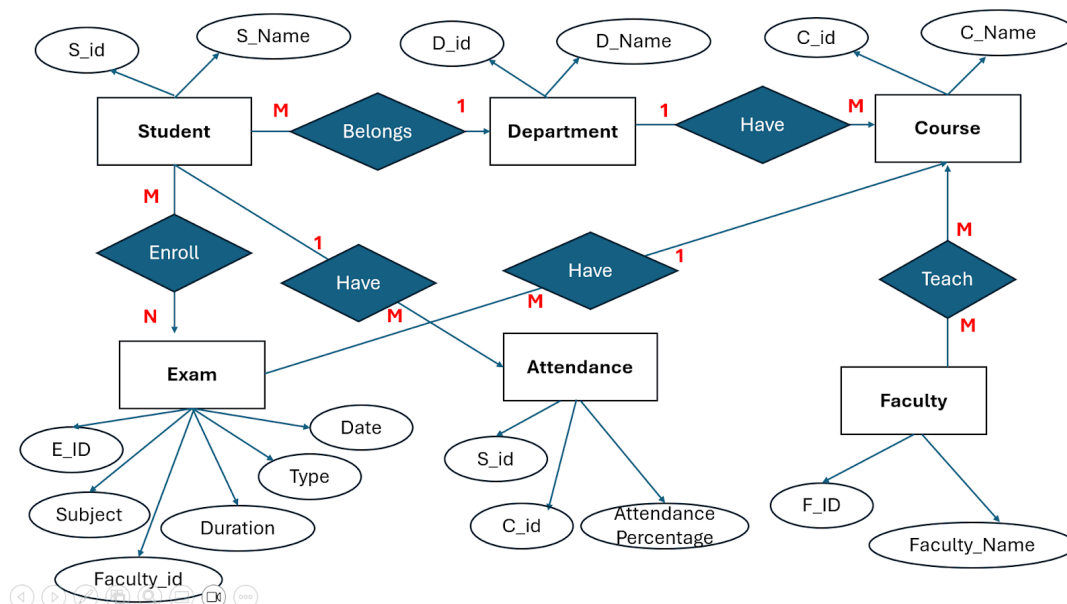 S_id
S_Name
D_id
D_Name
C_id
C_Name
Student
M
Belongs
1
Department
1
Have
M
Course
M
Enroll
N
1
Have
M
Have
1
M
M
Teach
M
Exam
Attendance
Faculty
E_ID
Subject
Faculty_id
Duration
Type
Date
S_id
C_id
Attendance
Percentage
F_ID
Faculty_Name